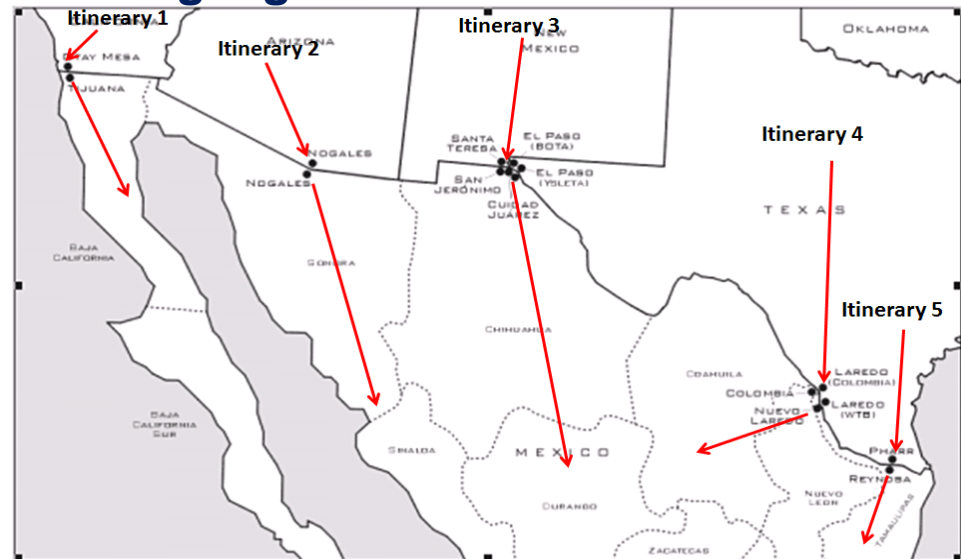 Itinerary 1
OTAY MESA
TIJUANA
ARIZONA
Itinerary 2
Itinerary 3
NEW
MEXICO
OKLAHOMA
NOGALES
NOGALES
SANTA
TERESA
EL PASO
(BOTA)
SAN
JERÓNIMO
EL PASO
(YSLETA)
CUIDAD
JUÁREZ
Itinerary 4
TEXAS
BAJA
CALIFORNIA
SONORA
CHIHUAHUA
Itinerary 5
COAHUILA
COLOMBIA
LAREDO
(COLOMBIA)
NUEVO
LAREDO
LAREDO
(WTB)
BAJA
CALIFORNIA
SUR
SINALOA
MEXICO
PHARR
REYNOSA
DURANGO
NUEVO
LEÓN
TAMAULIPAS
ZACATECAS